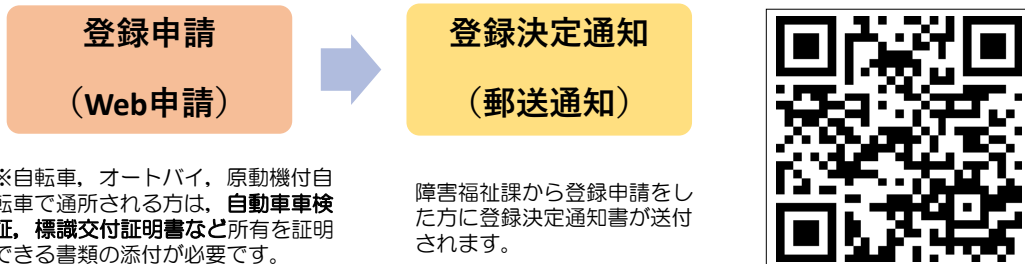 登録申請
（Web申請）
登録決定通知
（郵送通知）
※自転車，オートバイ，原動機付自
転車で通所される方は，自動車車検
証，標識交付証明書など所有を証明
できる書類の添付が必要です。
障害福祉課から登録申請をし
た方に登録決定通知書が送付
されます。